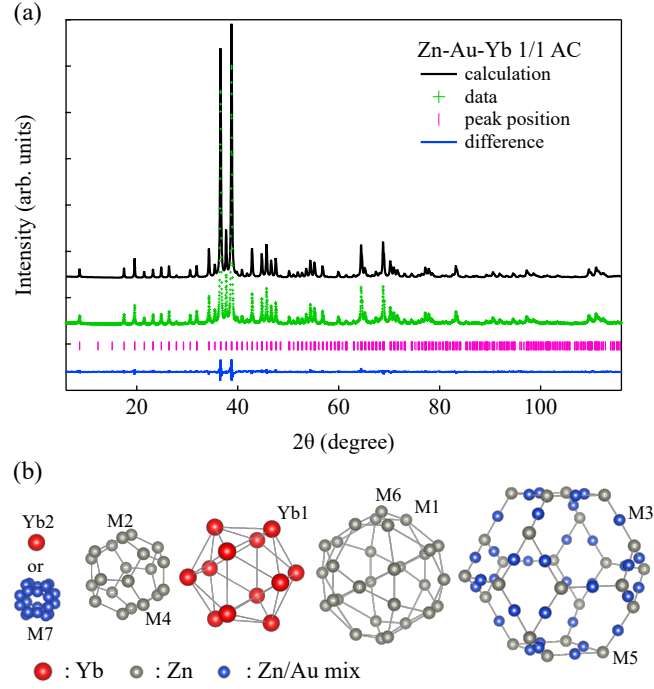 (a)
Zn-Au-Yb 1/1 AC
calculation
data
peak position
difference
Intensity (arb. units)
20 40 60 80 100
2θ (degree)
(b)
Yb2
or
M7
M2
M4
Yb1
M6
M1
M3
M5
: Yb : Zn : Zn/Au mix